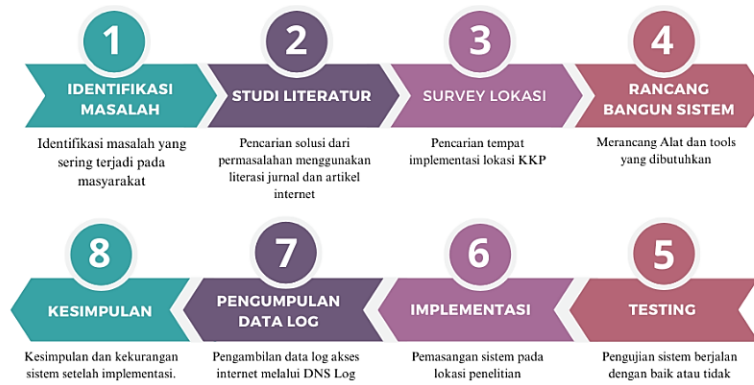 1
IDENTIFIKASI
MASALAH
Identifikasi masalah yang
sering terjadi pada
masyarakat
2
STUDI LITERATUR
Pencarian solusi dari
permasalahan menggunakan
literasi jurnal dan artikel
internet
3
SURVEY LOKASI
Pencarian tempat
implementasi lokasi KKP
4
RANCANG
BANGUN SISTEM
Merancang Alat dan tools
yang dibutuhkan
8
KESIMPULAN
Kesimpulan dan kekurangan
sistem setelah implementasi.
7
PENGUMPULAN
DATA LOG
Pengambilan data log akses
internet melalui DNS Log
6
IMPLEMENTASI
Pemasangan sistem pada
lokasi penelitian
5
TESTING
Pengujian sistem berjalan
dengan baik atau tidak